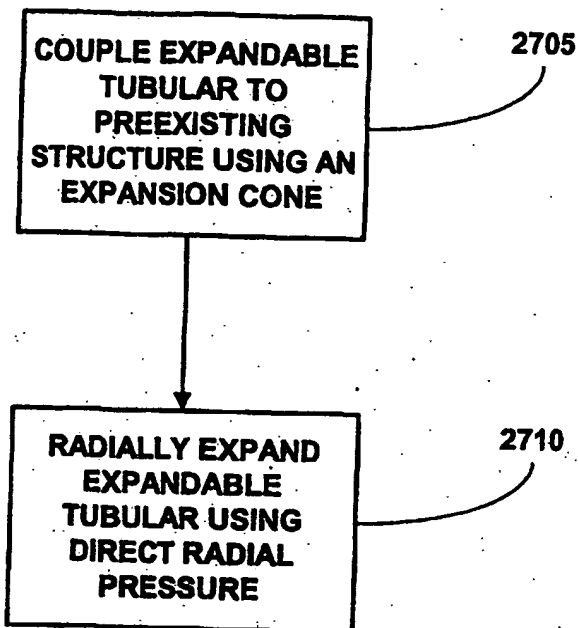 COUPLE EXPANDABLE
TUBULAR TO
PREEXISTING
STRUCTURE USING AN
EXPANSION CONE
2705
RADIALLY EXPAND
EXPANDABLE
TUBULAR USING
DIRECT RADIAL
PRESSURE
2710